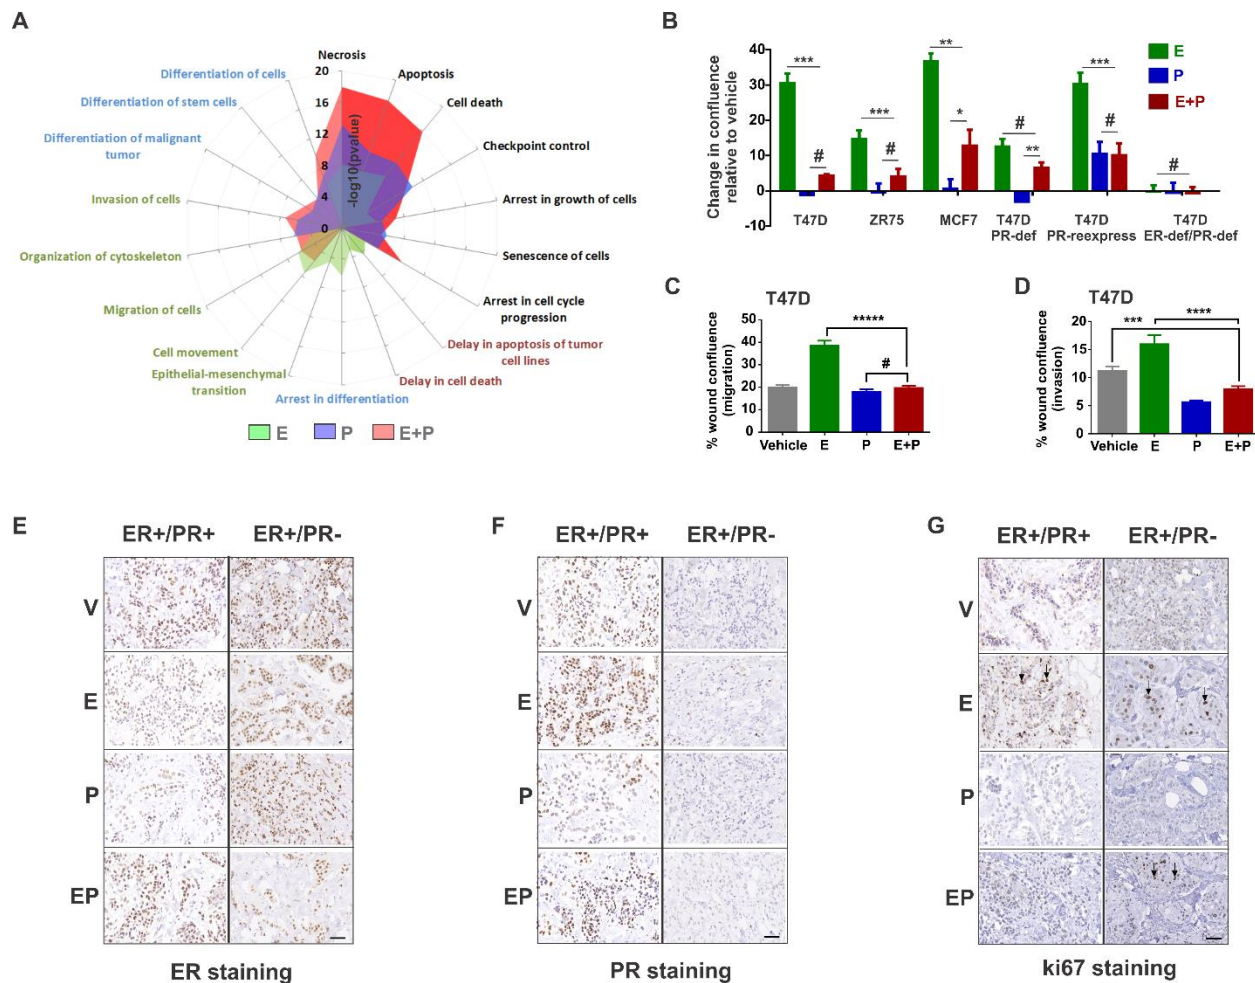 A
Necrosis
20
16
12
8
4
0
-log10(pvalue)
Apoptosis
Cell death
Checkpoint control
Arrest in growth of cells
Senescence of cells
Arrest in cell cycle
progression
Delay in apoptosis of tumor
cell lines
Delay in cell death
Arrest in differentiation
Epithelial-mesenchymal
transition
Cell movement
Migration of cells
Organization of cytoskeleton
Invasion of cells
Differentiation of malignant
tumor
Differentiation of stem cells
Differentiation of cells
E P E+P
B
Change in confluence
relative to vehicle
40
30
20
10
0
-10
*** # *** # ** * # ** *** # #
E
P
E+P
T47D ZR75 MCF7 T47D T47D T47D
PR-def PR-reexpress ER-def/PR-def
C
T47D
% wound confluence
(migration)
50
40
30
20
10
0
*****
#
Vehicle E P E+P
D
T47D
% wound confluence
(invasion)
20
15
10
5
0
*** ****
Vehicle E P E+P
E
ER+/PR+ ER+/PR-
V
E
P
EP
ER staining
F
ER+/PR+ ER+/PR-
V
E
P
EP
PR staining
G
ER+/PR+ ER+/PR-
V
E
P
EP
ki67 staining